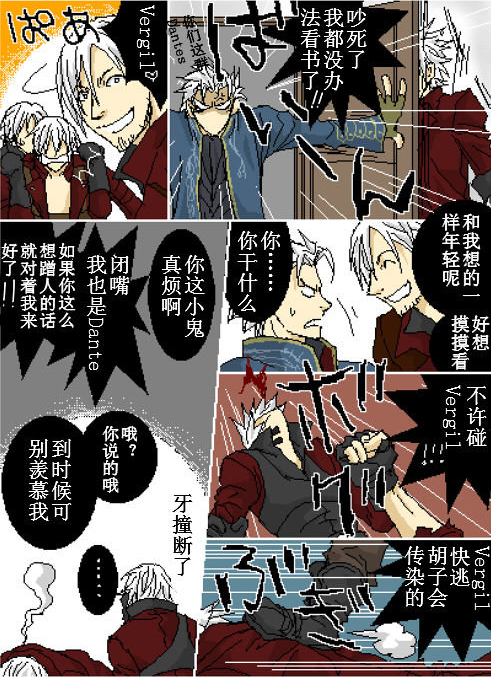 吵死了
我都没办
法看书了!!
你们这群
Dantes
ばん
Vergil♡
ぱあ
和我想的一
样年轻呢
好想
摸摸看
你……
你干什么
不许碰
Vergil
……
Vergil
快逃
胡子会
传染的
你这小鬼
真烦啊
闭嘴
我也是Dante
如果你这么
想蹭人的话
就对着我来
好了——!!
哦?
你说的哦
到时候可
别羡慕我
牙撞断了
……